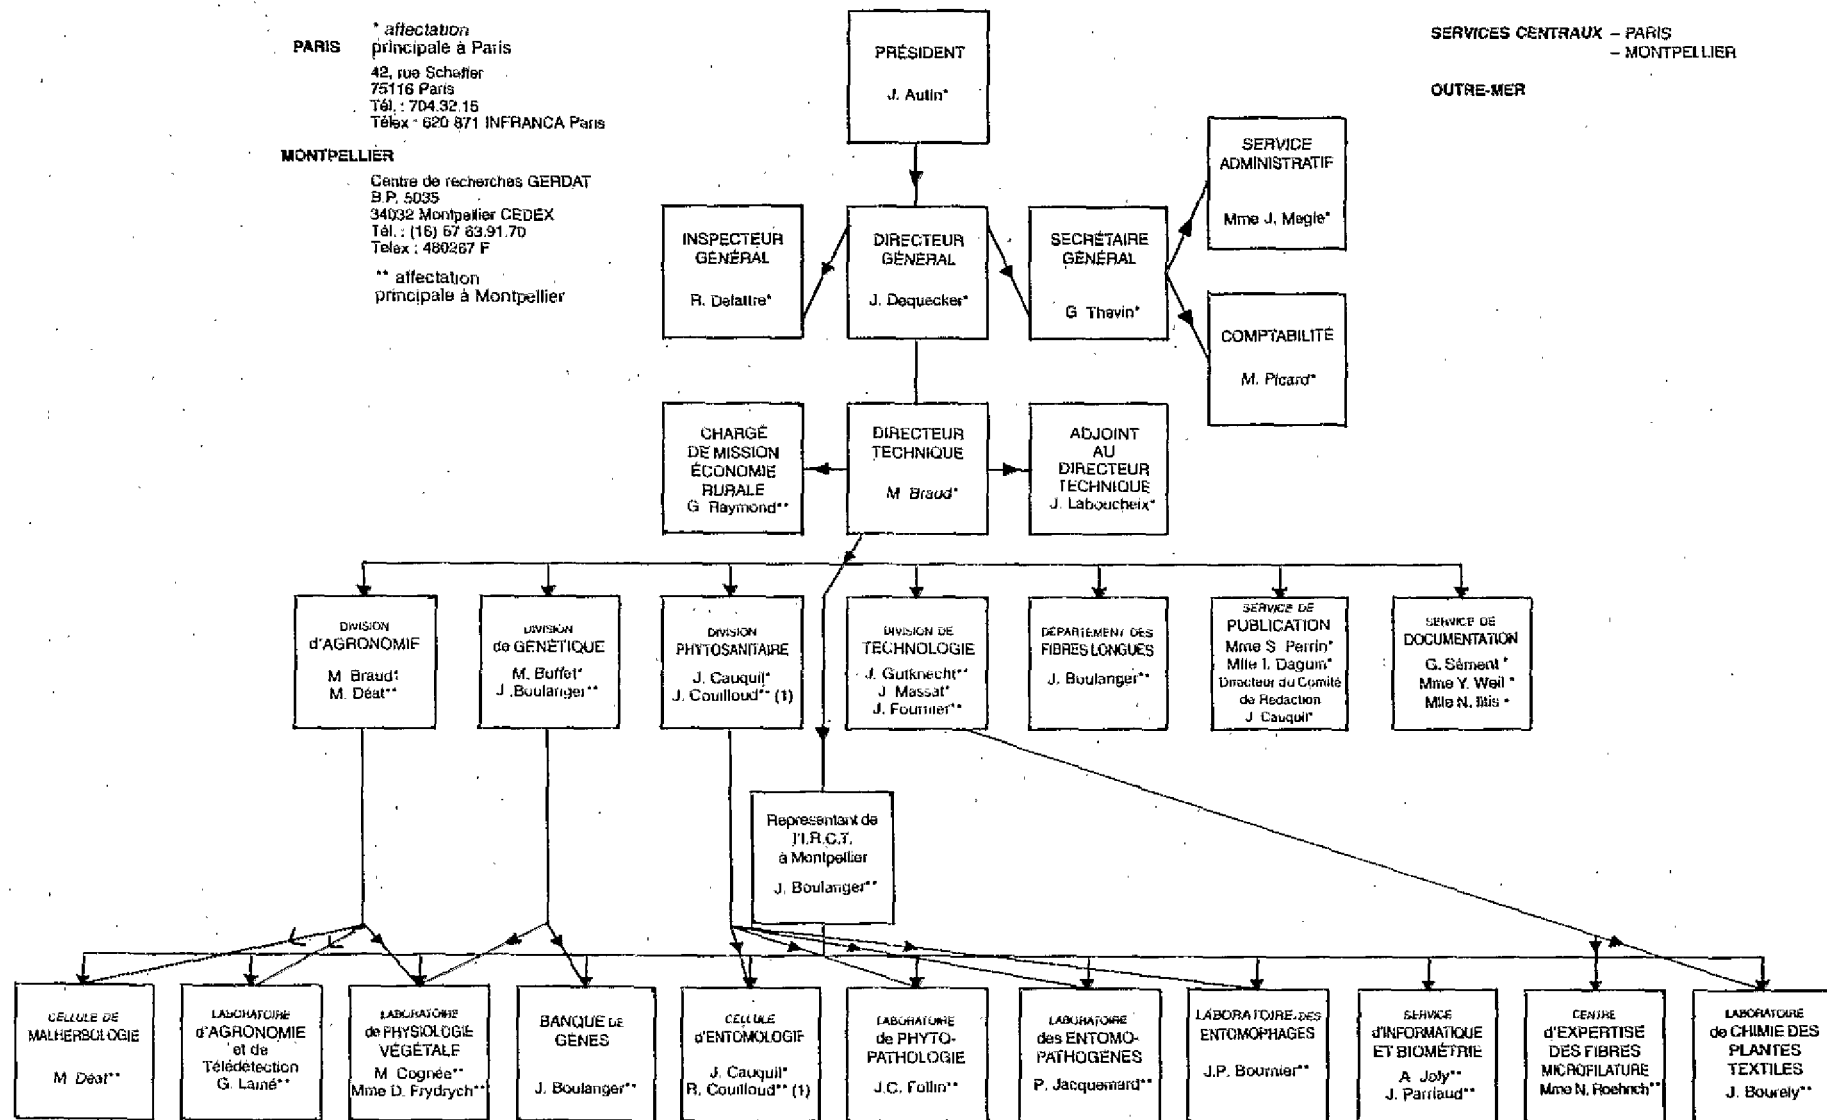 PARIS
* affectation
principale à Paris
42, rue Scheffer
75116 Paris
Tél. : 704.32.15
Télex : 620 871 INFRANCA Paris
MONTPELLIER
Centre de recherches GERDAT
B.P. 5035
34032 Montpellier CEDEX
Tél. : (16) 67 63.91.70
Telex : 480267 F
** affectation
principale à Montpellier
SERVICES CENTRAUX – PARIS
– MONTPELLIER
OUTRE-MER
PRÉSIDENT
J. Autin*
SERVICE
ADMINISTRATIF
Mme J. Megie*
INSPECTEUR
GÉNÉRAL
R. Delattre*
DIRECTEUR
GÉNÉRAL
J. Dequecker*
SECRÉTAIRE
GÉNÉRAL
G. Thevin*
COMPTABILITÉ
M. Picard*
CHARGÉ
DE MISSION
ÉCONOMIE
RURALE
G. Raymond**
DIRECTEUR
TECHNIQUE
M. Braud*
ADJOINT
AU
DIRECTEUR
TECHNIQUE
J. Laboucheix*
DIVISION
d'AGRONOMIE
M. Braud*
M. Déat**
DIVISION
de GÉNÉTIQUE
M. Buffet*
J. Boulanger**
DIVISION
PHYTOSANITAIRE
J. Cauquil*
J. Couilloud** (1)
DIVISION DE
TECHNOLOGIE
J. Gutknecht**
J. Massat*
J. Fournier**
DÉPARTEMENT DES
FIBRES LONGUES
J. Boulanger**
SERVICE DE
PUBLICATION
Mme S. Perrin*
Mlle I. Daguin*
Directeur du Comité
de Rédaction
J. Cauquil*
SERVICE DE
DOCUMENTATION
G. Sément *
Mme Y. Weil *
Mlle N. Iltis *
Representant de
l'I.R.C.T.
à Montpellier
J. Boulanger**
CELLULE DE
MALHERBOLOGIE
M. Déat**
LABORATOIRE
d'AGRONOMIE
et de
Télédétection
G. Lainé**
LABORATOIRE
de PHYSIOLOGIE
VÉGÉTALE
M. Cognée**
Mme D. Frydrych**
BANQUE DE
GÈNES
J. Boulanger**
CELLULE
d'ENTOMOLOGIE
J. Cauquil*
R. Couilloud** (1)
LABORATOIRE
de PHYTO-
PATHOLOGIE
J.C. Follin**
LABORATOIRE
des ENTOMO-
PATHOGÈNES
P. Jacquemard**
LABORATOIRE DES
ENTOMOPHAGES
J.P. Bournier**
SERVICE
d'INFORMATIQUE
ET BIOMÉTRIE
A. Joly**
J. Parriaud**
CENTRE
d'EXPERTISE
DES FIBRES
MICROFILATURE
Mme N. Roehrich**
LABORATOIRE
de CHIMIE DES
PLANTES
TEXTILES
J. Bourely**